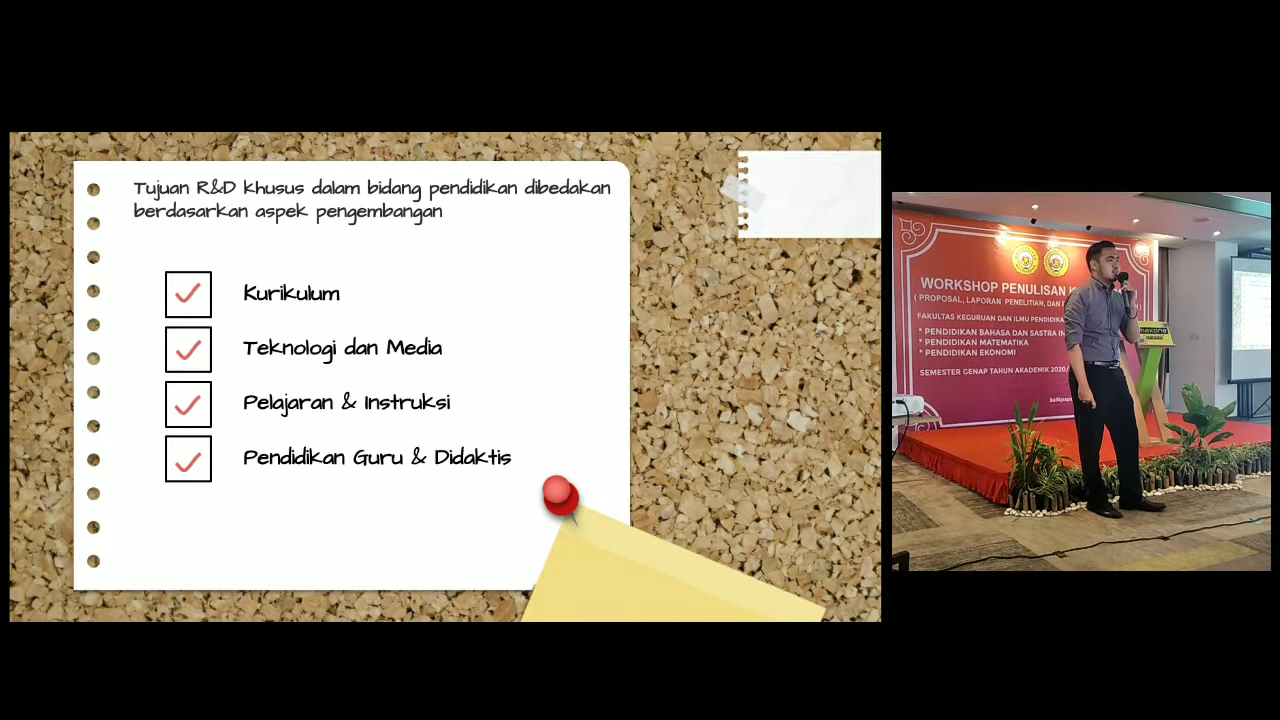 Tujuan R&D khusus dalam bidang pendidikan dibedakan
berdasarkan aspek pengembangan
Kurikulum
Teknologi dan Media
Pelajaran & Instruksi
Pendidikan Guru & Didaktis
WORKSHOP PENULISAN
( PROPOSAL, LAPORAN PENELITIAN, DAN
FAKULTAS KEGURUAN DAN ILMU PENDIDIKA
* PENDIDIKAN BAHASA DAN SASTRA IN
* PENDIDIKAN MATEMATIKA
* PENDIDIKAN EKONOMI
SEMESTER GENAP TAHUN AKADEMIK 2020/
maxone